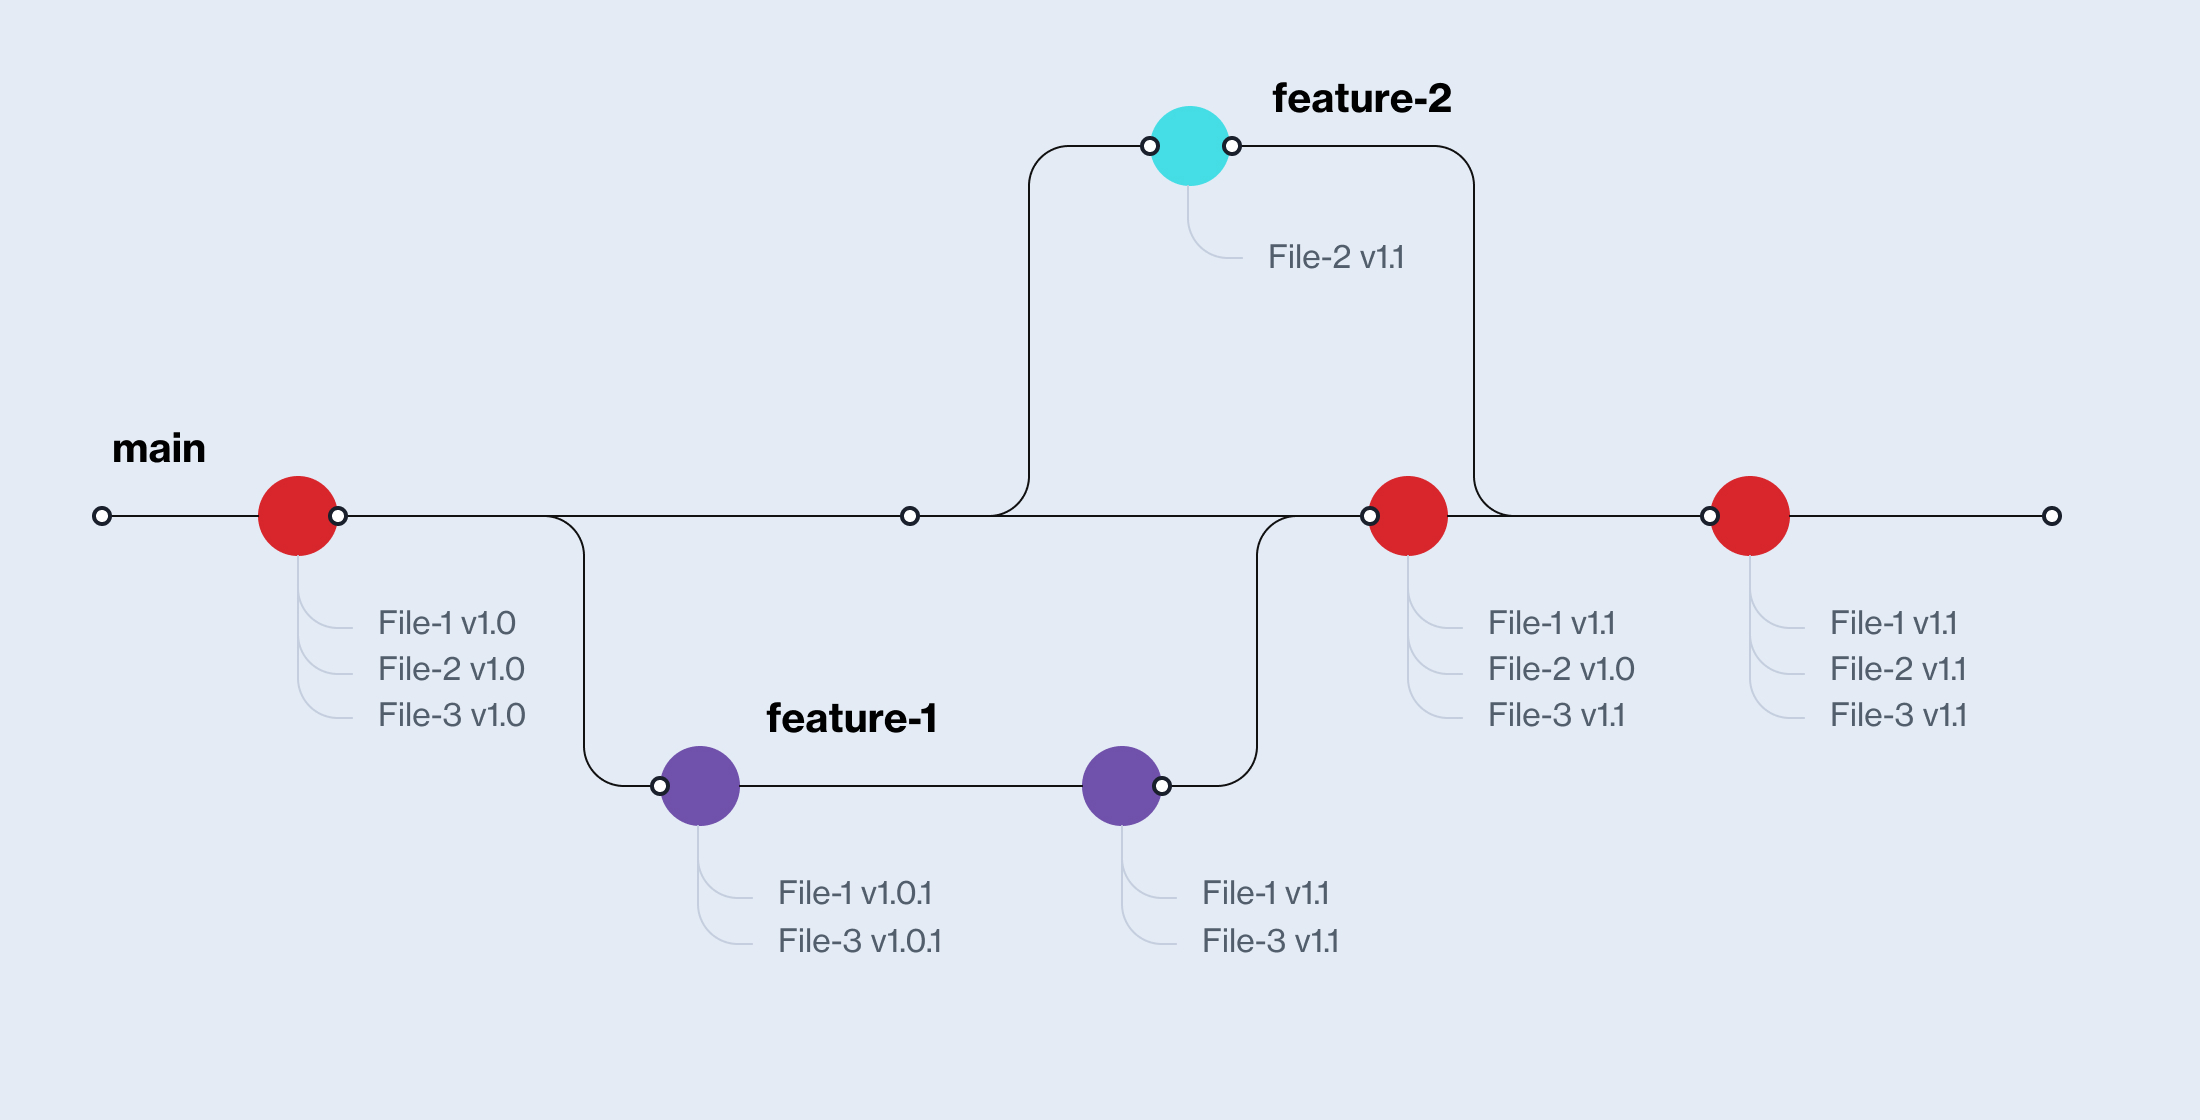 feature-2
File-2 v1.1
main
File-1 v1.0
File-2 v1.0
File-3 v1.0
feature-1
File-1 v1.0.1
File-3 v1.0.1
File-1 v1.1
File-3 v1.1
File-1 v1.1
File-2 v1.0
File-3 v1.1
File-1 v1.1
File-2 v1.1
File-3 v1.1